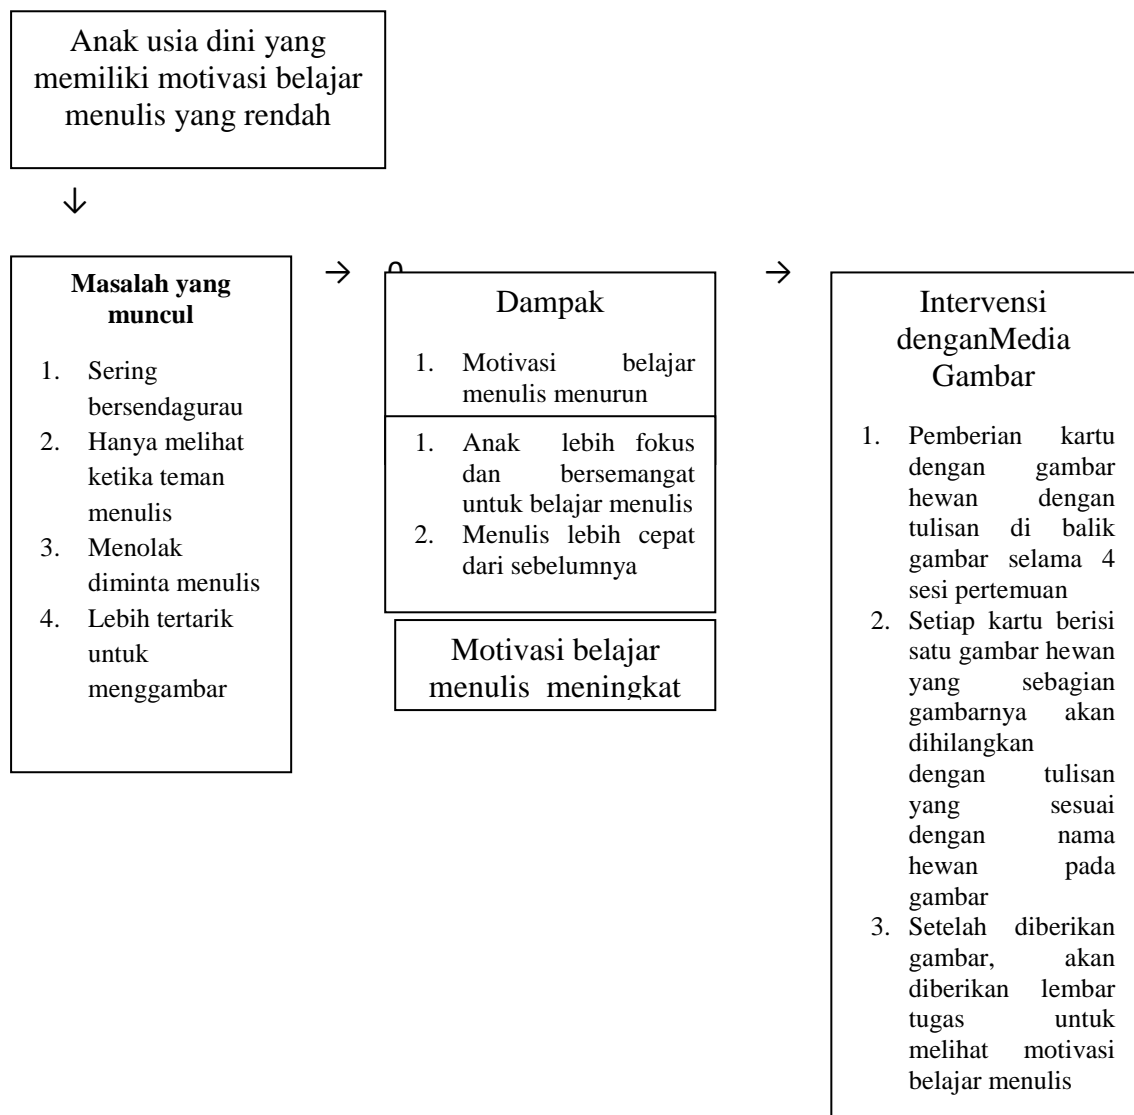 Anak usia dini yang
memiliki motivasi belajar
menulis yang rendah
↓
Masalah yang
muncul
1. Sering
bersendagurau
2. Hanya melihat
ketika teman
menulis
3. Menolak
diminta menulis
4. Lebih tertarik
untuk
menggambar
→
Dampak
1. Motivasi belajar
menulis menurun
1. Anak lebih fokus
dan bersemangat
untuk belajar menulis
2. Menulis lebih cepat
dari sebelumnya
Motivasi belajar
menulis meningkat
→
Intervensi
denganMedia
Gambar
1. Pemberian kartu
dengan gambar
hewan dengan
tulisan di balik
gambar selama 4
sesi pertemuan
2. Setiap kartu berisi
satu gambar hewan
yang sebagian
gambarnya akan
dihilangkan
dengan tulisan
yang sesuai
dengan nama
hewan pada
gambar
3. Setelah diberikan
gambar, akan
diberikan lembar
tugas untuk
melihat motivasi
belajar menulis